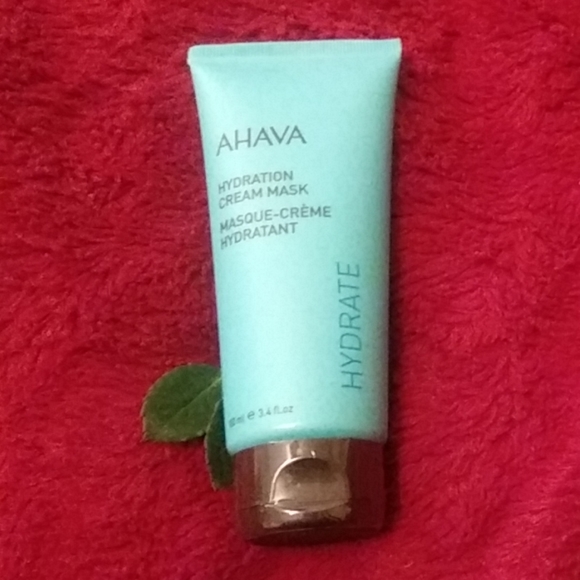 AHAVA
HYDRATION
CREAM MASK
MASQUE-CRÈME
HYDRATANT
HYDRATE
100 ml e 3.4 fl.oz